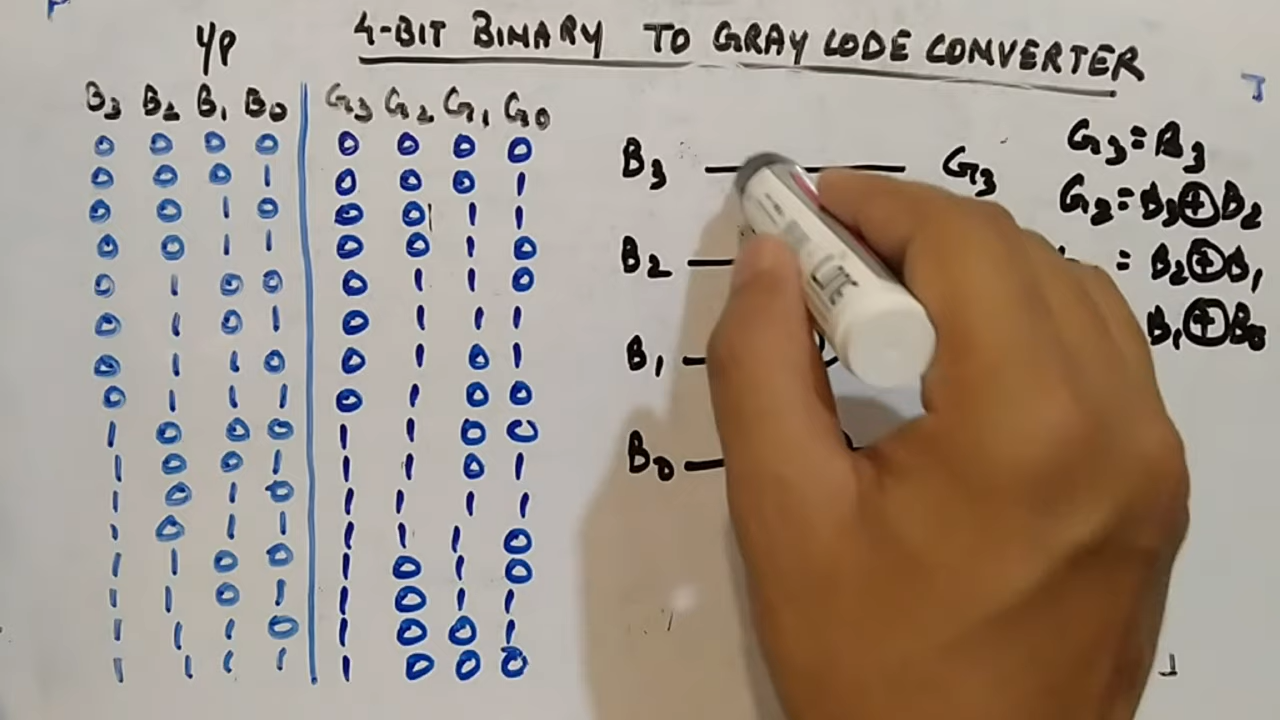 4-BIT BINARY TO GRAY CODE CONVERTER
I/P
B3 B2 B1 B0 G3 G2 G1 G0
0 0 0 0 0 0 0 0
0 0 0 1 0 0 0 1
0 0 1 0 0 0 1 1
0 0 1 1 0 0 1 0
0 1 0 0 0 1 1 0
0 1 0 1 0 1 1 1
0 1 1 0 0 1 0 1
0 1 1 1 0 1 0 0
1 0 0 0 1 1 0 0
1 0 0 1 1 1 0 1
1 0 1 0 1 1 1 1
1 0 1 1 1 1 1 0
1 1 0 0 1 0 1 0
1 1 0 1 1 0 1 1
1 1 1 0 1 0 0 1
1 1 1 1 1 0 0 0
B3 G3
B2
B1
B0
G3 = B3
G2 = B3 ⊕ B2
= B2 ⊕ B1
B1 ⊕ B0